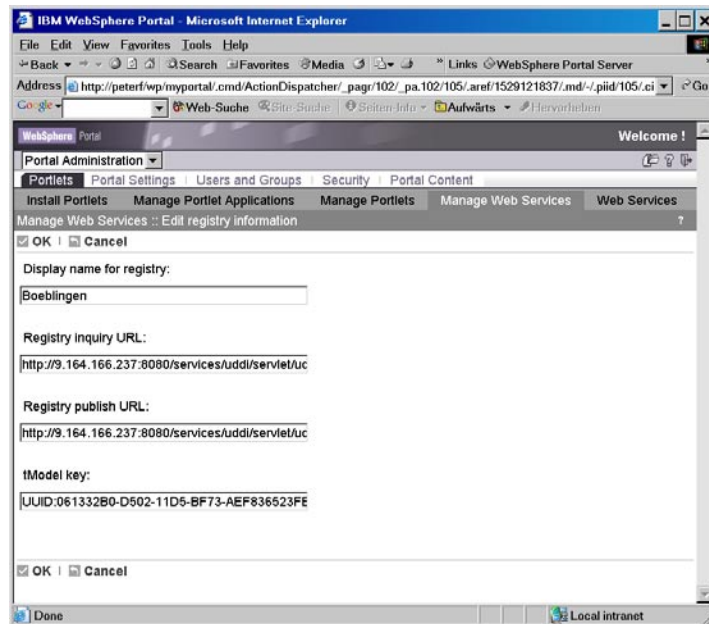 IBM WebSphere Portal - Microsoft Internet Explorer
File Edit View Favorites Tools Help
Back Search Favorites Media » Links WebSphere Portal Server
Address http://peterf/wp/myportal/.cmd/ActionDispatcher/_pagr/102/_pa.102/105/.aref/1529121837/.md/-/.piid/105/.ci Go
Google Web-Suche Site-Suche Seiten-Info Aufwärts Hervorheben
WebSphere Portal Welcome !
Portal Administration
Portlets Portal Settings Users and Groups Security Portal Content
Install Portlets Manage Portlet Applications Manage Portlets Manage Web Services Web Services
Manage Web Services :: Edit registry information ?
OK | Cancel
Display name for registry:
Boeblingen
Registry inquiry URL:
http://9.164.166.237:8080/services/uddi/servlet/uc
Registry publish URL:
http://9.164.166.237:8080/services/uddi/servlet/uc
tModel key:
UUID:061332B0-D502-11D5-BF73-AEF836523FE
OK | Cancel
Done Local intranet